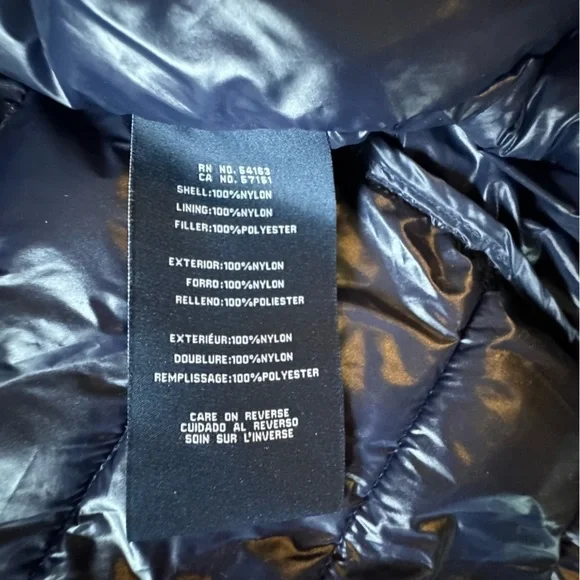 RN NO. 54163
CA NO. 57151
SHELL:100%NYLON
LINING:100%NYLON
FILLER:100%POLYESTER
EXTERIOR:100%NYLON
FORRO:100%NYLON
RELLENO:100%POLIESTER
EXTERIÉUR:100%NYLON
DOUBLURE:100%NYLON
REMPLISSAGE:100%POLYESTER
CARE ON REVERSE
CUIDADO AL REVERSO
SOIN SUR L'INVERSE